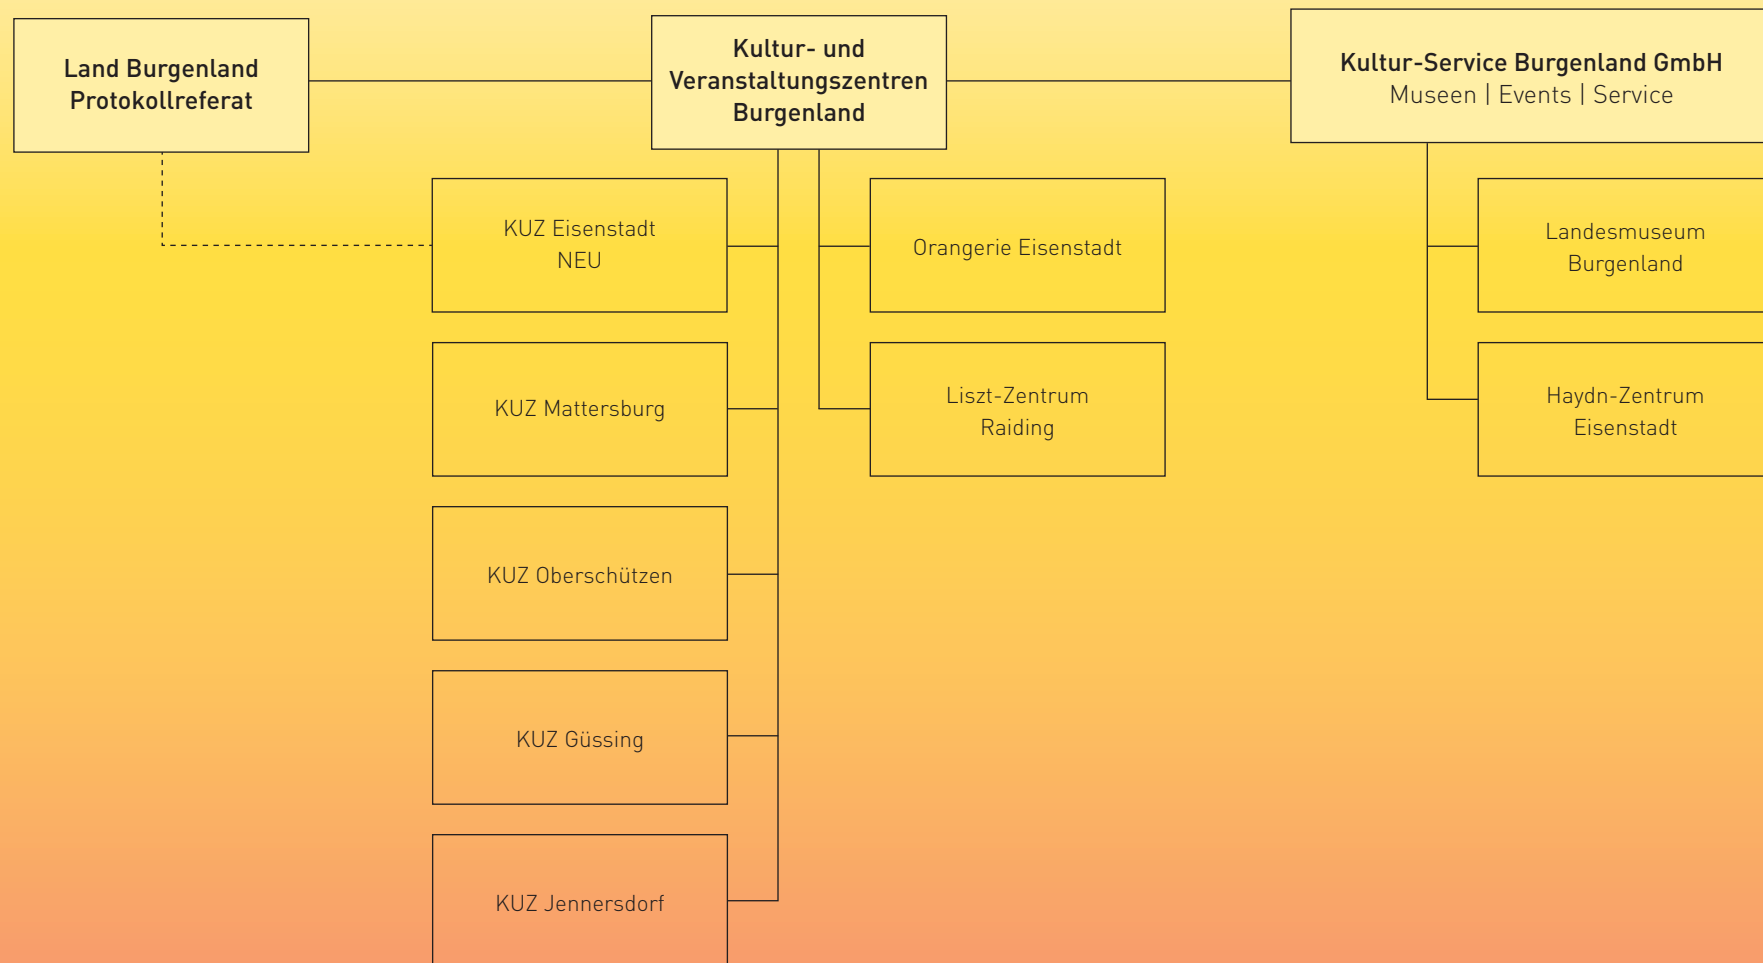 Land Burgenland
Protokollreferat
Kultur- und
Veranstaltungszentren
Burgenland
Kultur-Service Burgenland GmbH
Museen | Events | Service
KUZ Eisenstadt
NEU
Orangerie Eisenstadt
Landesmuseum
Burgenland
KUZ Mattersburg
Liszt-Zentrum
Raiding
Haydn-Zentrum
Eisenstadt
KUZ Oberschützen
KUZ Güssing
KUZ Jennersdorf